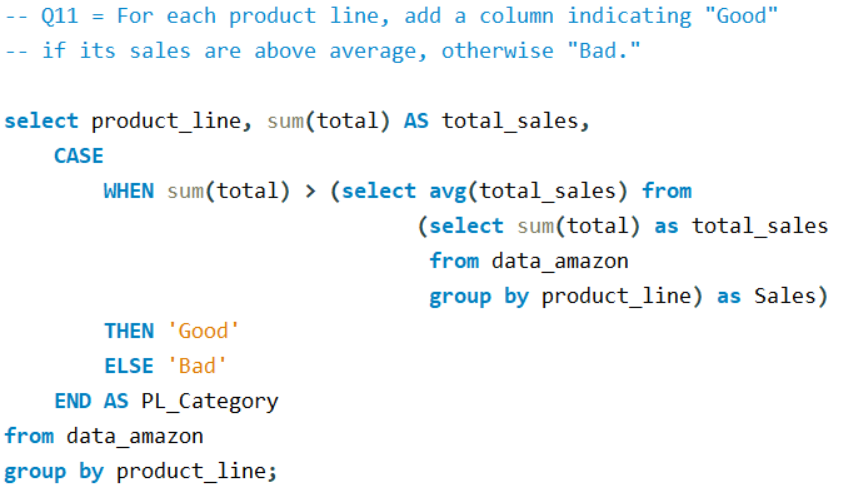 -- Q11 = For each product line, add a column indicating "Good"
-- if its sales are above average, otherwise "Bad."
select product_line, sum(total) AS total_sales,
CASE
WHEN sum(total) > (select avg(total_sales) from
(select sum(total) as total_sales
from data_amazon
group by product_line) as Sales)
THEN 'Good'
ELSE 'Bad'
END AS PL_Category
from data_amazon
group by product_line;